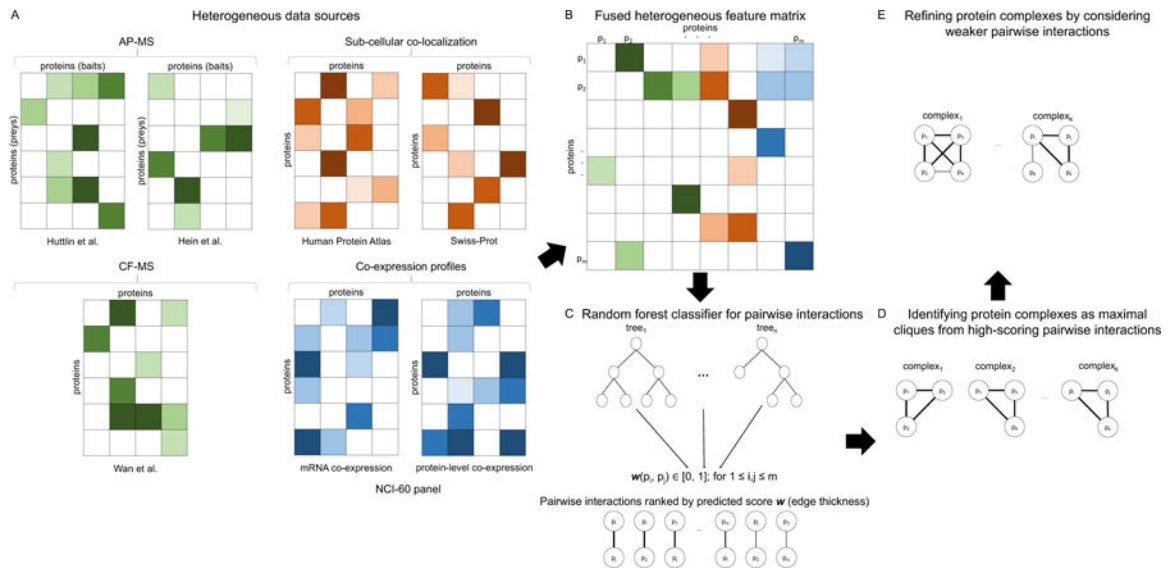 A
Heterogeneous data sources
AP-MS
proteins (baits)
proteins (baits)
proteins (preys)
Huttlin et al.
Hein et al.
Sub-cellular co-localization
proteins
proteins
proteins
proteins
Human Protein Atlas
Swiss-Prot
CF-MS
proteins
proteins
Wan et al.
Co-expression profiles
proteins
proteins
proteins
mRNA co-expression
protein-level co-expression
NCI-60 panel
B
Fused heterogeneous feature matrix
proteins
p1 p2 . . . pm
p1
p2
.
.
.
pm
proteins
C
Random forest classifier for pairwise interactions
tree1
treen
...
w(pi, pj) ∈ [0, 1]; for 1 ≤ i,j ≤ m
Pairwise interactions ranked by predicted score w (edge thickness)
...
D
Identifying protein complexes as maximal
cliques from high-scoring pairwise interactions
complex1
complex2
complexk
...
E
Refining protein complexes by considering
weaker pairwise interactions
complex1
complexk
...